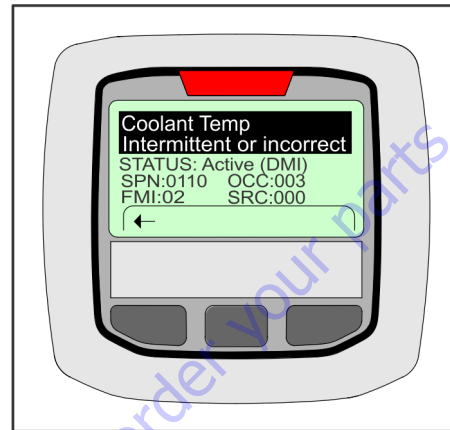 Coolant Temp
Intermittent or incorrect
STATUS: Active (DMI)
SPN:0110 OCC:003
FMI:02 SRC:000
←
order your parts